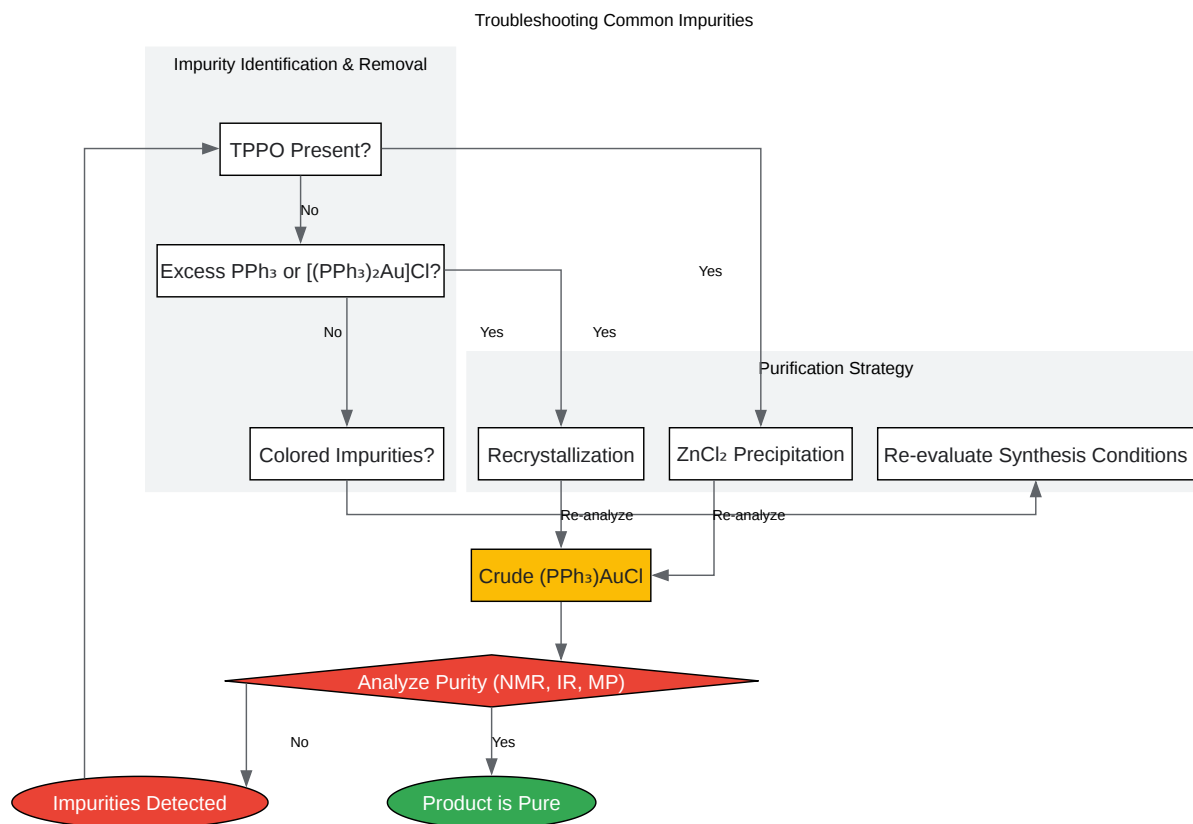 Troubleshooting Common Impurities
Impurity Identification & Removal
TPPO Present?
No
Excess PPh₃ or [(PPh₃)₂Au]Cl?
Yes
No
Yes
Yes
Purification Strategy
Colored Impurities?
Recrystallization
ZnCl₂ Precipitation
Re-evaluate Synthesis Conditions
Re-analyze
Re-analyze
Crude (PPh₃)AuCl
Analyze Purity (NMR, IR, MP)
No
Yes
Impurities Detected
Product is Pure